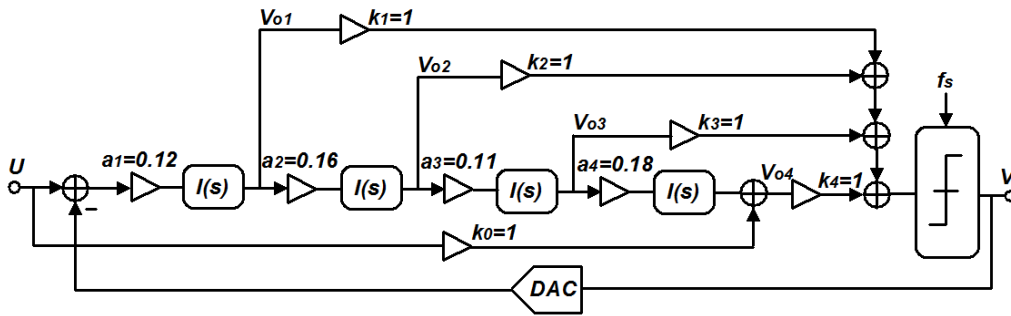 Vo1
k1=1
Vo2
k2=1
fs
Vo3
k3=1
U
a1=0.12
a2=0.16
a3=0.11
a4=0.18
Vo4
k4=1
V
I(s)
I(s)
I(s)
I(s)
−
k0=1
DAC